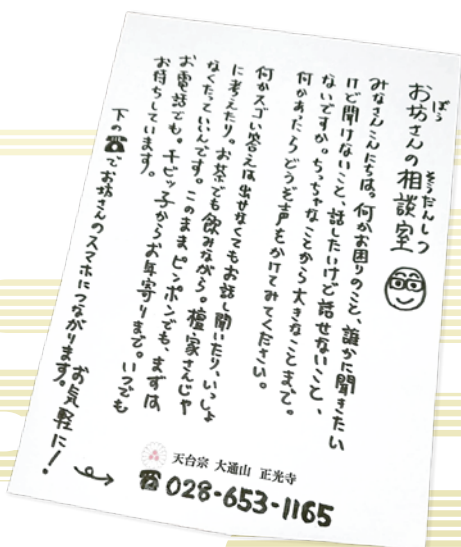 お坊さんの相談室
ぼう
そうだんしつ
みなさんこんにちは。何かお困りのこと、誰かに聞きたい
けど聞けないこと、話したいけど話せないこと、
ないですか。ちっちゃなことから大きなことまで。
何かあったらどうぞ声をかけてみてください。
何かスゴい答えは出せなくてもお話し聞いたり、いっしょ
に考えたり。お茶でも飲みながら。檀家さんじゃ
なくたっていいんです。このままピンポンでも、まずは
お電話でも。チビッ子からお年寄りまで。いつでも
お待ちしています。
下の☎でお坊さんのスマホにつながります。お気軽に!
天台宗 大通山 正光寺
☎028-653-1165